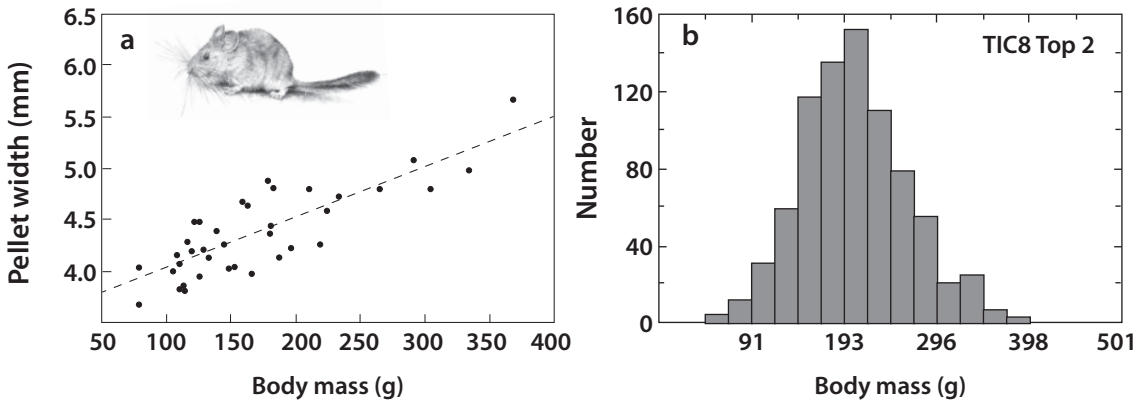 a
6.5
6.0
5.5
5.0
4.5
4.0
Pellet width (mm)
50 100 150 200 250 300 350 400
Body mass (g)
b
TIC8 Top 2
160
120
80
40
0
Number
91 193 296 398 501
Body mass (g)